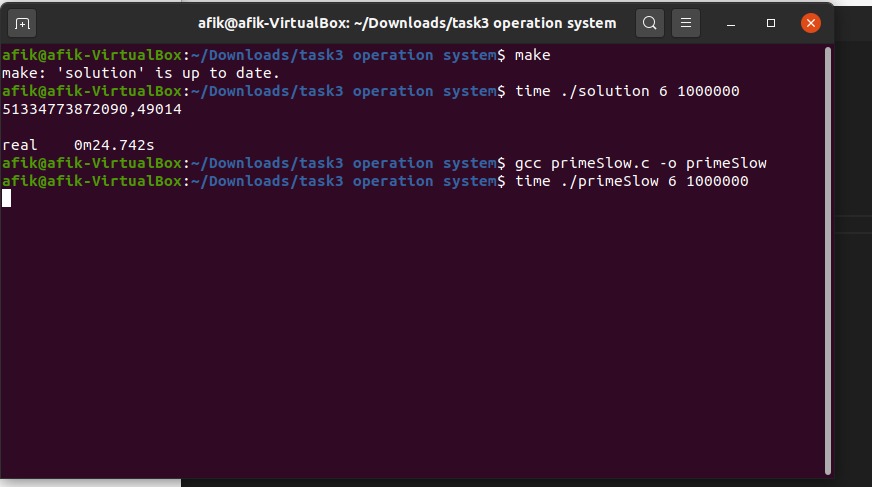 afik@afik-VirtualBox: ~/Downloads/task3 operation system
afik@afik-VirtualBox:~/Downloads/task3 operation system$ make
make: 'solution' is up to date.
afik@afik-VirtualBox:~/Downloads/task3 operation system$ time ./solution 6 1000000
51334773872090,49014
real    0m24.742s
afik@afik-VirtualBox:~/Downloads/task3 operation system$ gcc primeSlow.c -o primeSlow
afik@afik-VirtualBox:~/Downloads/task3 operation system$ time ./primeSlow 6 1000000